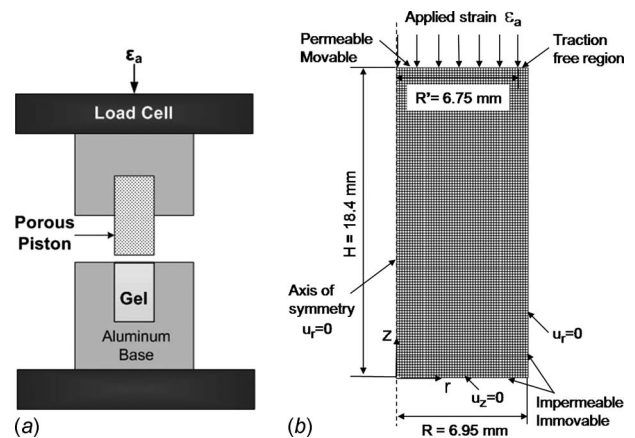 εa
Load Cell
Porous
Piston
Gel
Aluminum
Base
(a)
Applied strain εa
Permeable
Movable
Traction
free region
R'= 6.75 mm
H = 18.4 mm
Axis of
symmetry
ur=0
z
r
uz=0
ur=0
Impermeable
Immovable
R = 6.95 mm
(b)